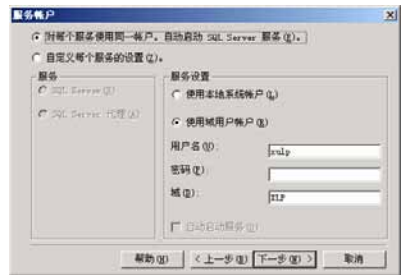 服务帐户
对每个服务使用同一帐户。自动启动 SQL Server 服务(E)。
自定义每个服务的设置(Z)。
服务
SQL Server(S)
SQL Server 代理(A)
服务设置
使用本地系统帐户(L)
使用域用户帐户(R)
用户名(U):
xulp
密码(P):
域(D):
XLP
自动启动服务(O)
帮助(H)
< 上一步(B)
下一步(N) >
取消